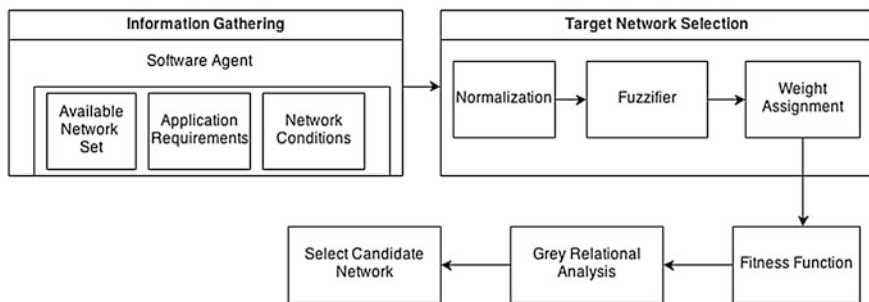 Information Gathering
Software Agent
Available
Network
Set
Application
Requirements
Network
Conditions
Target Network Selection
Normalization
Fuzzifier
Weight
Assignment
Fitness Function
Grey Relational
Analysis
Select Candidate
Network